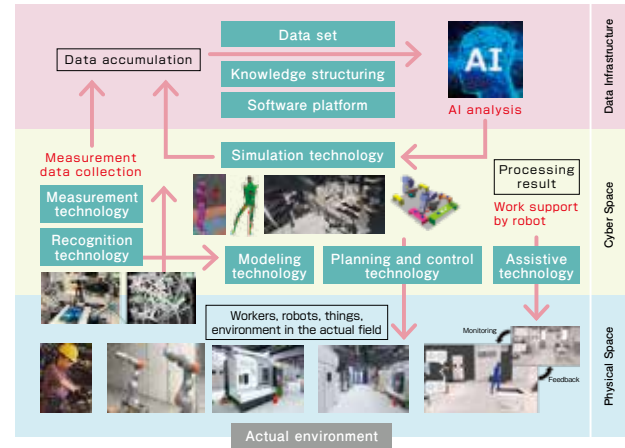 Data set
Data accumulation
Knowledge structuring
Software platform
AI
AI analysis
Data Infrastructure
Measurement
data collection
Simulation technology
Processing
result
Measurement
technology
Work support
by robot
Recognition
technology
Modeling
technology
Planning and control
technology
Assistive
technology
Cyber Space
Workers, robots, things,
environment in the actual field
Monitoring
Feedback
Physical Space
Actual environment